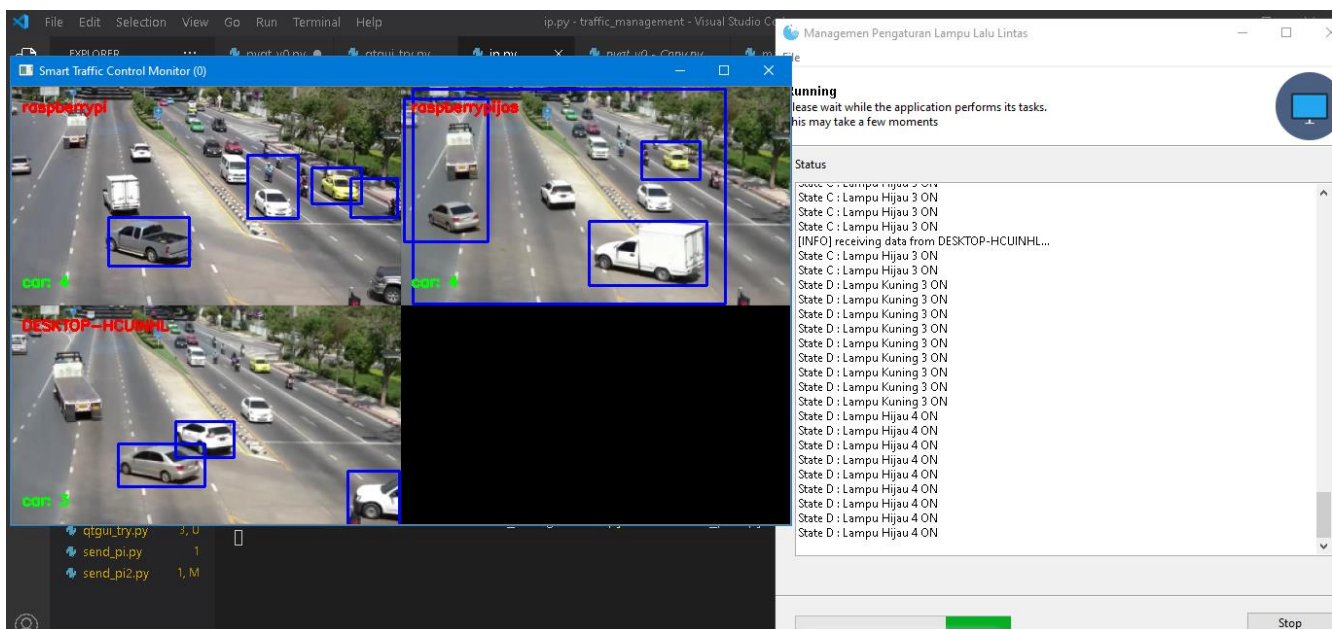 File Edit Selection View Go Run Terminal Help
ip.py - traffic_management - Visual Studio Co
EXPLORER
ip.py
Smart Traffic Control Monitor (0)
raspberrypi
car: 4
raspberrypijos
car: 4
DESKTOP-HCUINHL
car: 3
qtgui_try.py 3, U
send_pi.py 1
send_pi2.py 1, M
Managemen Pengaturan Lampu Lalu Lintas
unning
lease wait while the application performs its tasks.
his may take a few moments
Status
State C : Lampu Hijau 3 ON
State C : Lampu Hijau 3 ON
State C : Lampu Hijau 3 ON
State C : Lampu Hijau 3 ON
[INFO] receiving data from DESKTOP-HCUINHL...
State C : Lampu Hijau 3 ON
State C : Lampu Hijau 3 ON
State D : Lampu Kuning 3 ON
State D : Lampu Kuning 3 ON
State D : Lampu Kuning 3 ON
State D : Lampu Kuning 3 ON
State D : Lampu Kuning 3 ON
State D : Lampu Kuning 3 ON
State D : Lampu Kuning 3 ON
State D : Lampu Kuning 3 ON
State D : Lampu Kuning 3 ON
State D : Lampu Hijau 4 ON
State D : Lampu Hijau 4 ON
State D : Lampu Hijau 4 ON
State D : Lampu Hijau 4 ON
State D : Lampu Hijau 4 ON
State D : Lampu Hijau 4 ON
State D : Lampu Hijau 4 ON
State D : Lampu Hijau 4 ON
State D : Lampu Hijau 4 ON
Stop